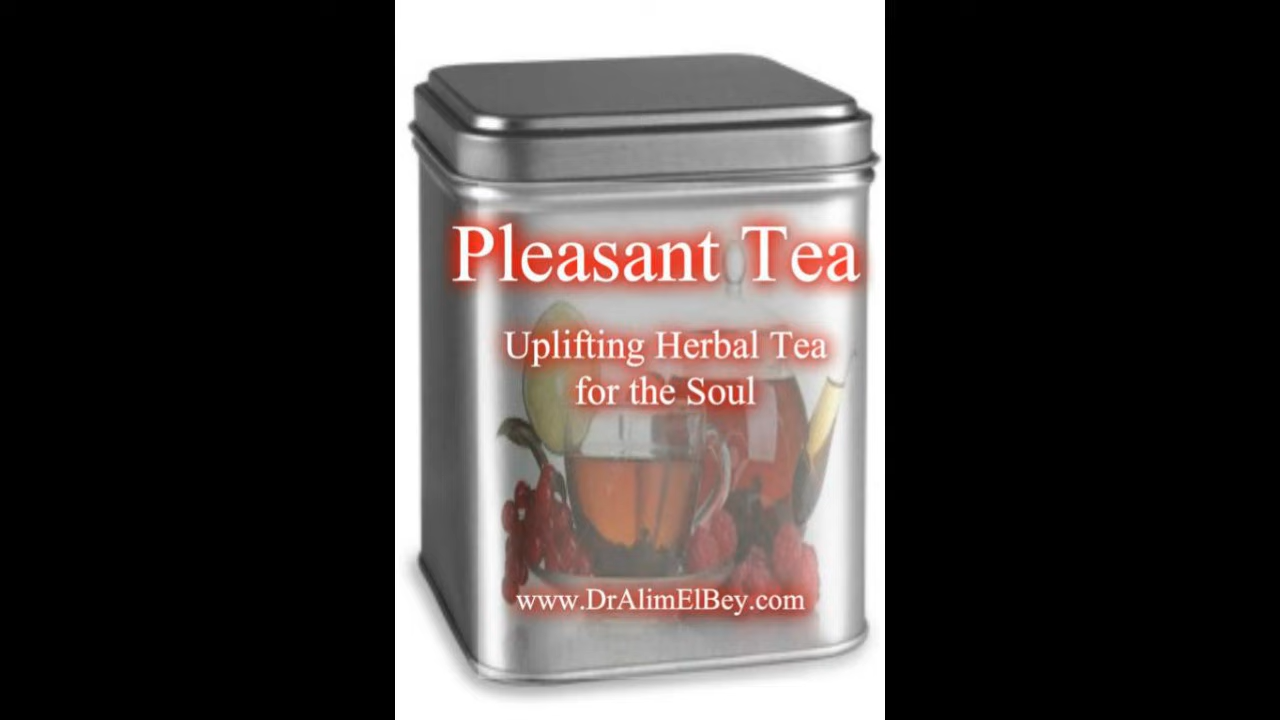 Pleasant Tea
Uplifting Herbal Tea
for the Soul
www.DrAlimElBey.com